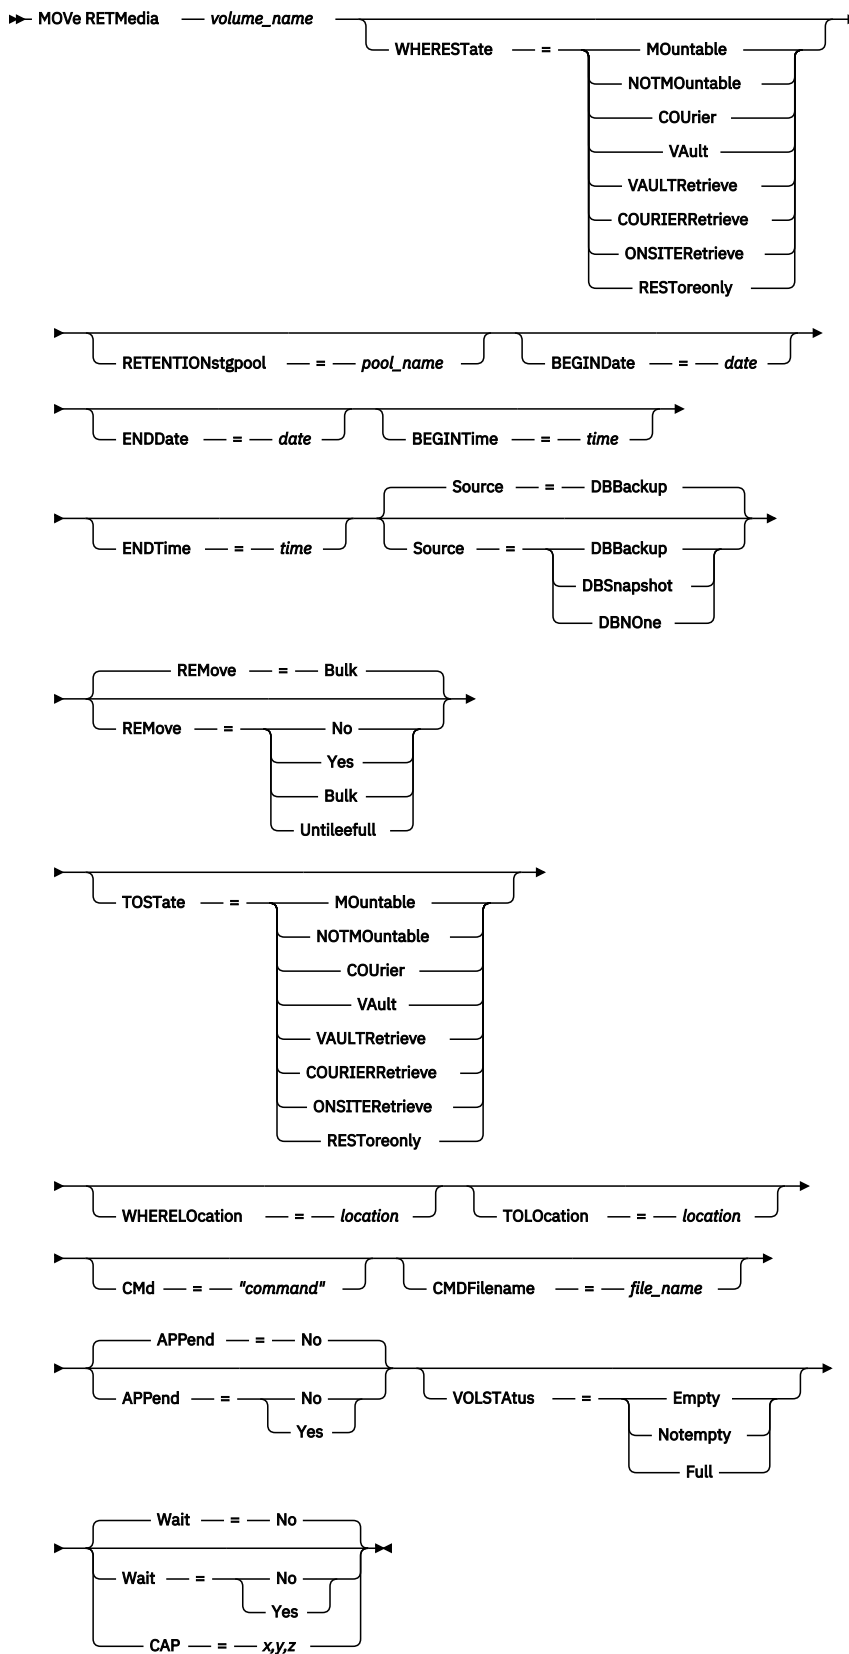 MOVe RETMedia volume_name
WHERESTate = MOuntable
NOTMOuntable
COUrier
VAult
VAULTRetrieve
COURIERRetrieve
ONSITERetrieve
RESToreonly
RETENTIONstgpool = pool_name BEGINDate = date
ENDDate = date BEGINTime = time
Source = DBBackup
ENDTime = time Source = DBBackup
DBSnapshot
DBNOne
REMove = Bulk
REMove = No
Yes
Bulk
Untileefull
TOSTate = MOuntable
NOTMOuntable
COUrier
VAult
VAULTRetrieve
COURIERRetrieve
ONSITERetrieve
RESToreonly
WHERELOcation = location TOLOcation = location
CMd = "command" CMDFilename = file_name
APPend = No
APPend = No VOLSTAtus = Empty
Yes Notempty
Full
Wait = No
Wait = No
Yes
CAP = x,y,z